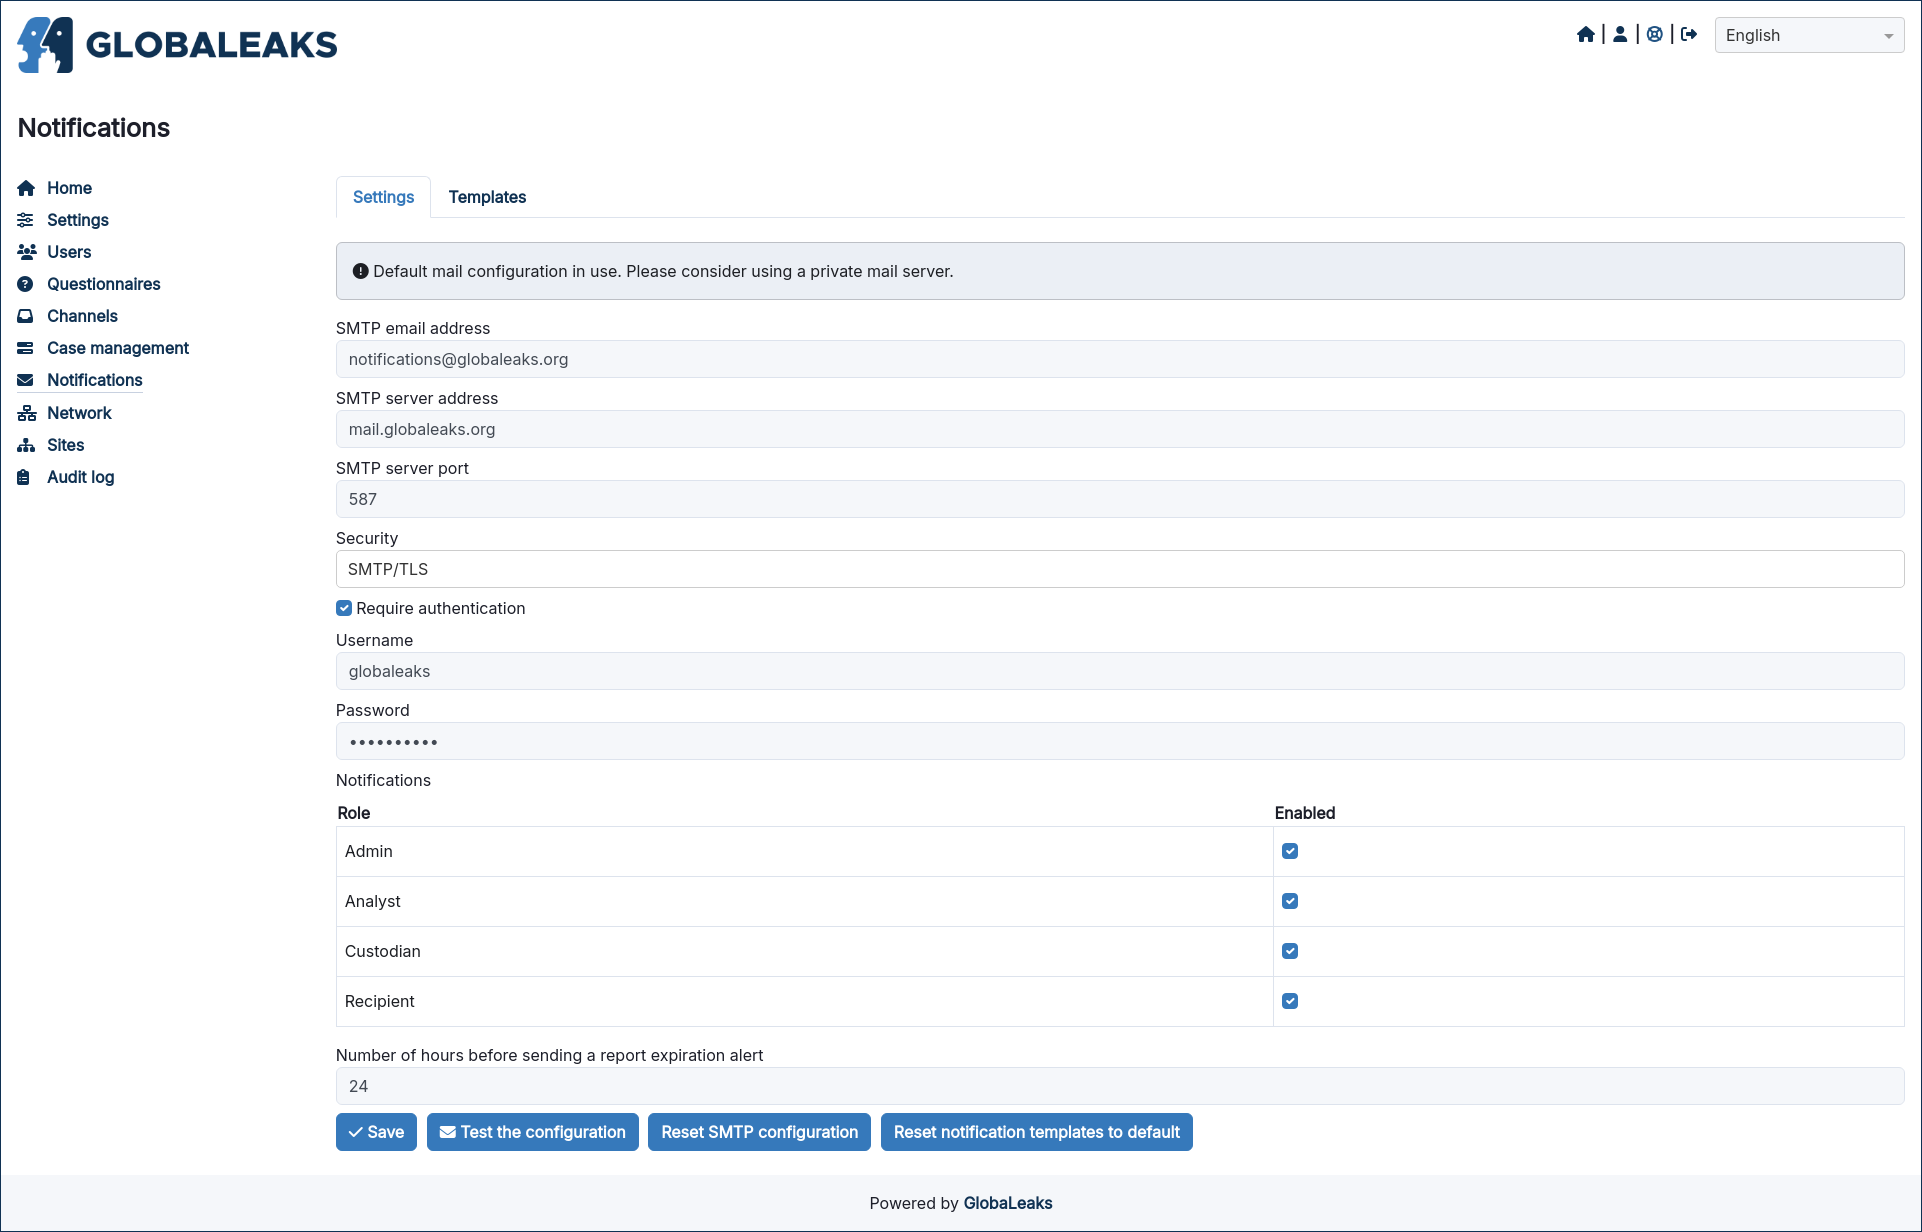 GLOBALEAKS
English
Notifications
Home
Settings
Users
Questionnaires
Channels
Case management
Notifications
Network
Sites
Audit log
Settings Templates
Default mail configuration in use. Please consider using a private mail server.
SMTP email address
notifications@globaleaks.org
SMTP server address
mail.globaleaks.org
SMTP server port
587
Security
SMTP/TLS
Require authentication
Username
globaleaks
Password
••••••••••
Notifications
Role Enabled
Admin
Analyst
Custodian
Recipient
Number of hours before sending a report expiration alert
24
Save Test the configuration Reset SMTP configuration Reset notification templates to default
Powered by GlobaLeaks